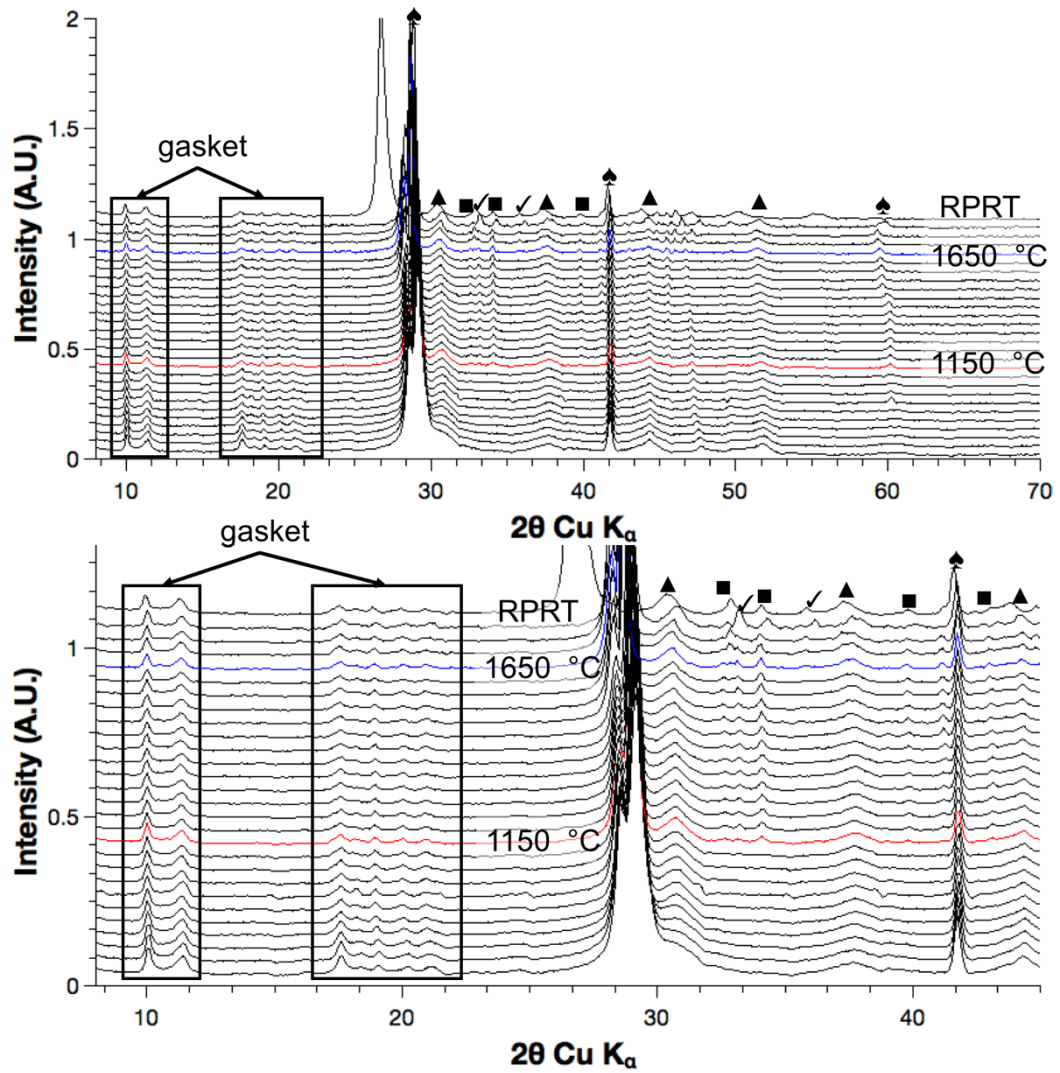 2
gasket
1.5
RPRT
1
1650 °C
0.5
1150 °C
0
10 20 30 40 50 60 70
Intensity (A.U.)
2θ Cu Kα
gasket
RPRT
1
1650 °C
0.5
1150 °C
0
10 20 30 40
Intensity (A.U.)
2θ Cu Kα